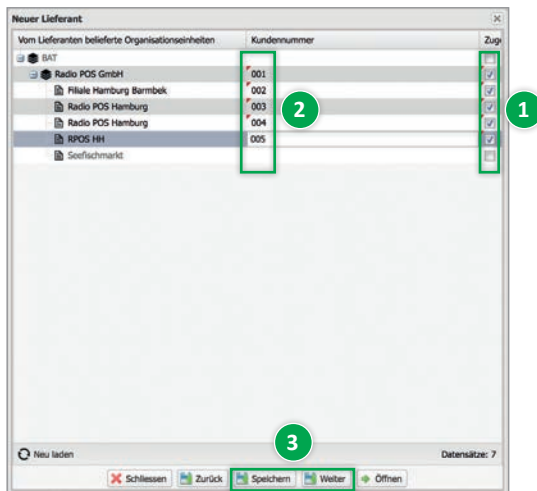 Neuer Lieferant
Vom Lieferanten belieferte Organisationseinheiten Kundennummer Zuge
BAT
Radio POS GmbH 001
Filiale Hamburg Barmbek 002
Radio POS Hamburg 003
Radio POS Hamburg 004
RPOS HH 005
Seefischmarkt
2
1
3
Neu laden Datensätze: 7
Schliessen Zurück Speichern Weiter Öffnen